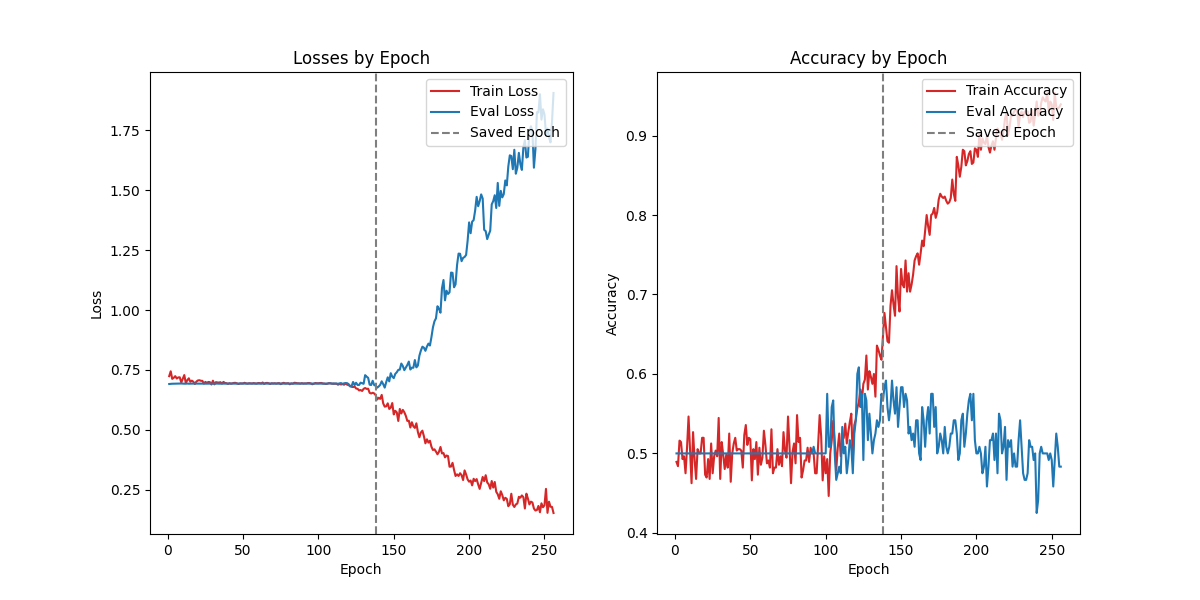 Losses by Epoch
Train Loss
Eval Loss
Saved Epoch
1.75
1.50
1.25
1.00
0.75
0.50
0.25
Loss
0 50 100 150 200 250
Epoch
Accuracy by Epoch
Train Accuracy
Eval Accuracy
Saved Epoch
0.9
0.8
0.7
0.6
0.5
0.4
Accuracy
0 50 100 150 200 250
Epoch